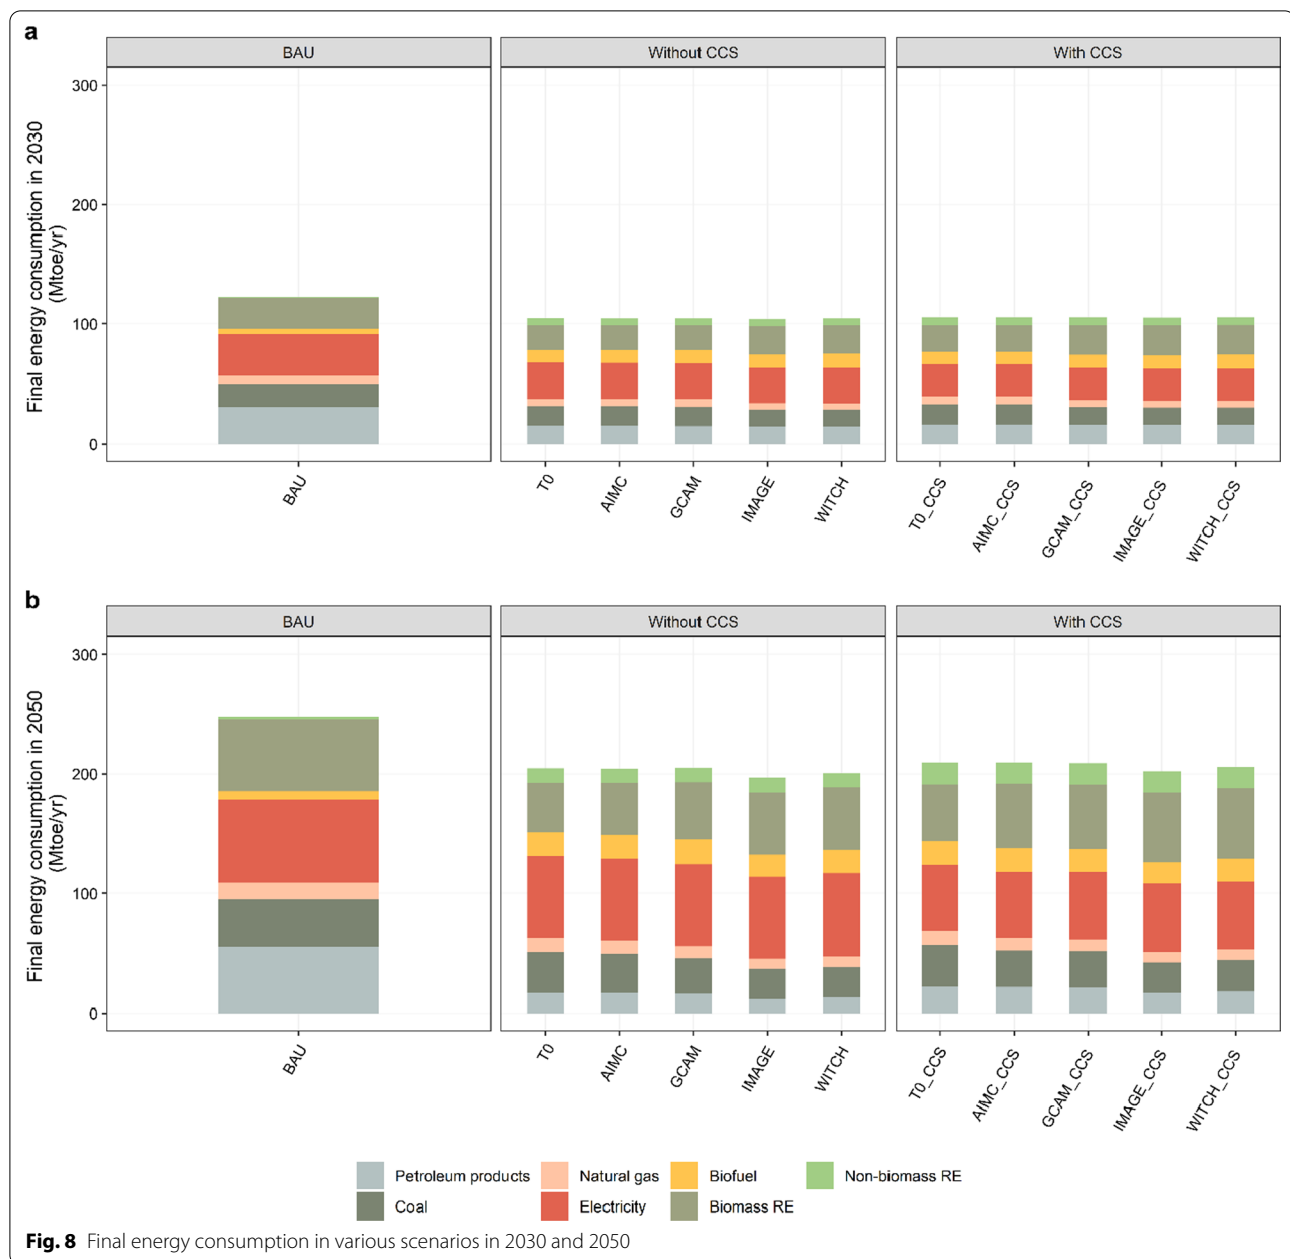 a
BAU
Without CCS
With CCS
Final energy consumption in 2030
(Mtoe/yr)
300
200
100
0
BAU
T0
AIMC
GCAM
IMAGE
WITCH
T0_CCS
AIMC_CCS
GCAM_CCS
IMAGE_CCS
WITCH_CCS
b
BAU
Without CCS
With CCS
Final energy consumption in 2050
(Mtoe/yr)
300
200
100
0
BAU
T0
AIMC
GCAM
IMAGE
WITCH
T0_CCS
AIMC_CCS
GCAM_CCS
IMAGE_CCS
WITCH_CCS
Petroleum products
Natural gas
Biofuel
Non-biomass RE
Coal
Electricity
Biomass RE
Fig. 8 Final energy consumption in various scenarios in 2030 and 2050